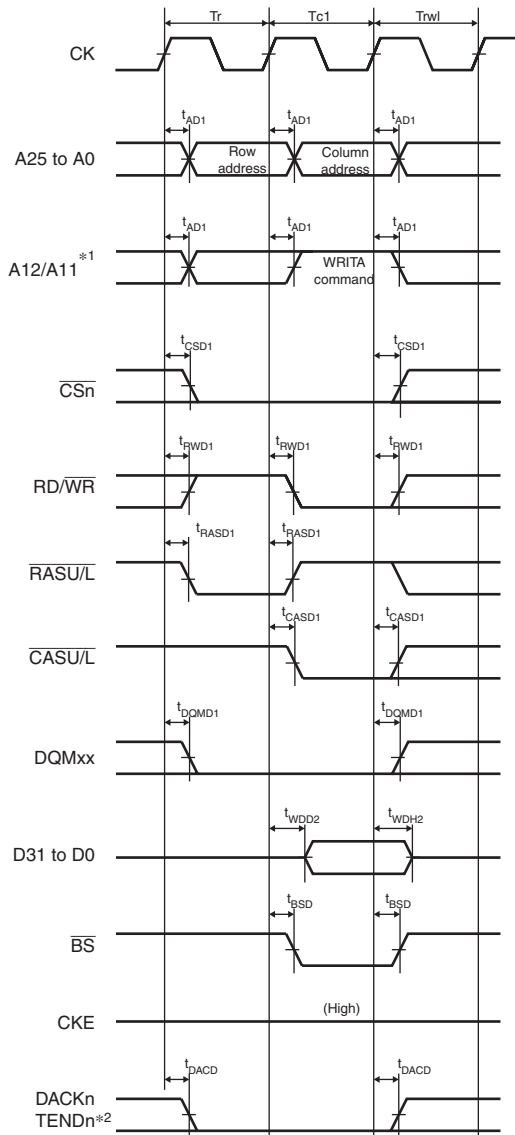 Tr Tc1 Trwl
CK
tAD1 tAD1 tAD1
A25 to A0
Row address
Column address
tAD1 tAD1 tAD1
A12/A11*1
WRITA command
tCSD1 tCSD1
CSn
tRWD1 tRWD1 tRWD1
RD/WR
tRASD1 tRASD1
RASU/L
tCASD1 tCASD1
CASU/L
tDQMD1 tDQMD1
DQMxx
tWDD2 tWDH2
D31 to D0
tBSD tBSD
BS
(High)
CKE
tDACD tDACD
DACKn
TENDn*2